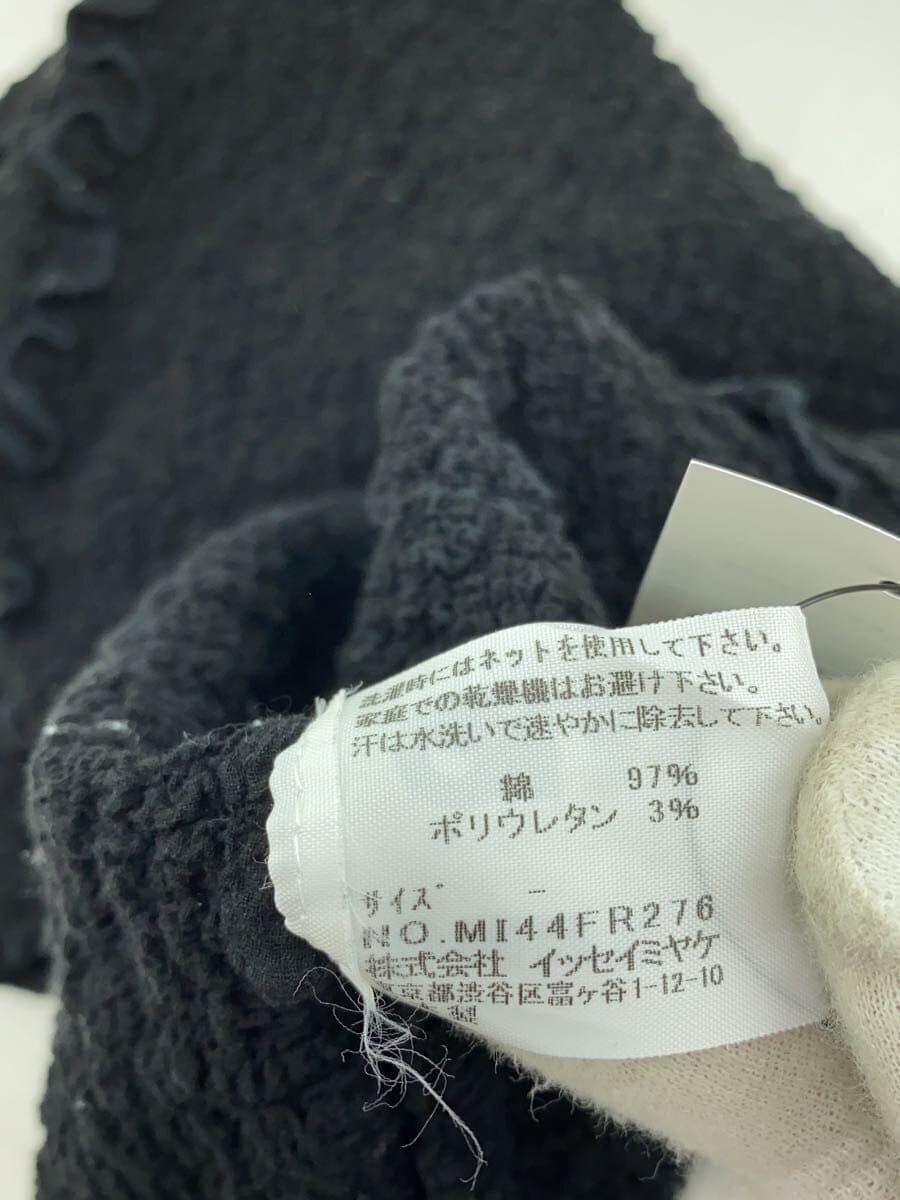 洗濯時にはネットを使用して下さい。
家庭での乾燥機はお避け下さい。
汗は水洗いで速やかに除去して下さい。
綿 97%
ポリウレタン 3%
サイズ −
NO.MI44FR276
株式会社 イッセイミヤケ
東京都渋谷区富ヶ谷1-12-10
製